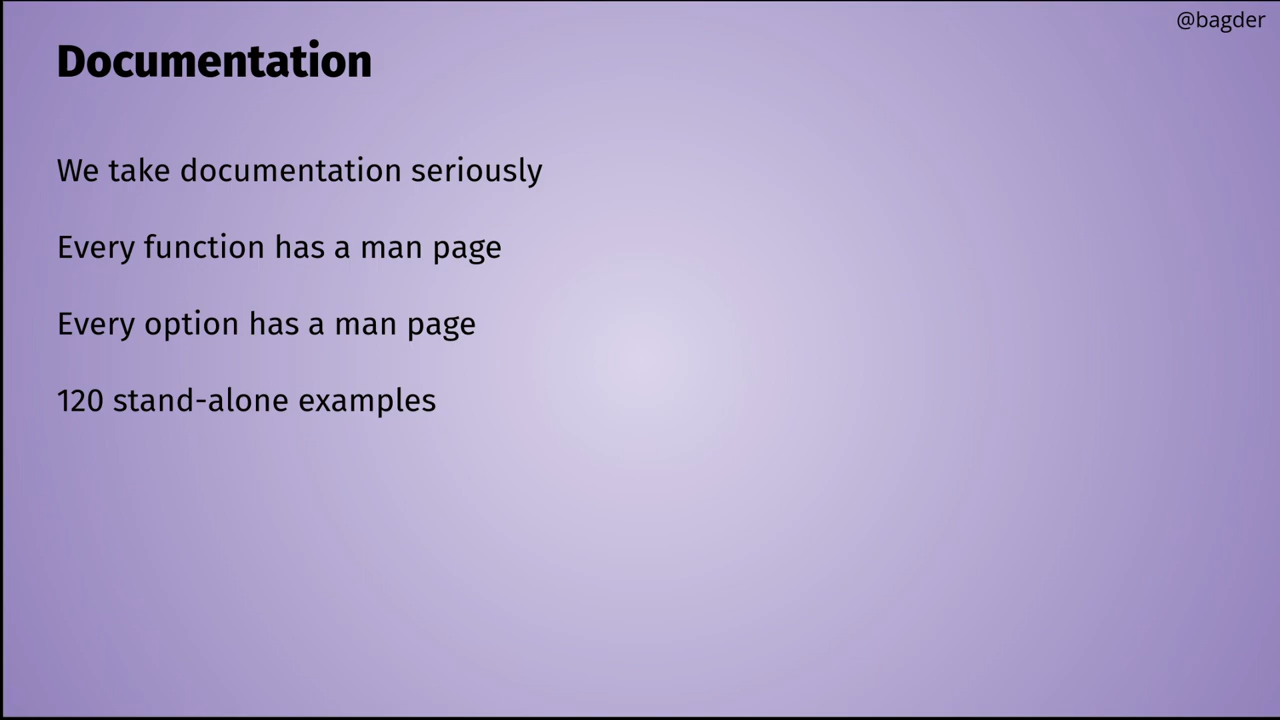 @bagder
Documentation
We take documentation seriously
Every function has a man page
Every option has a man page
120 stand-alone examples